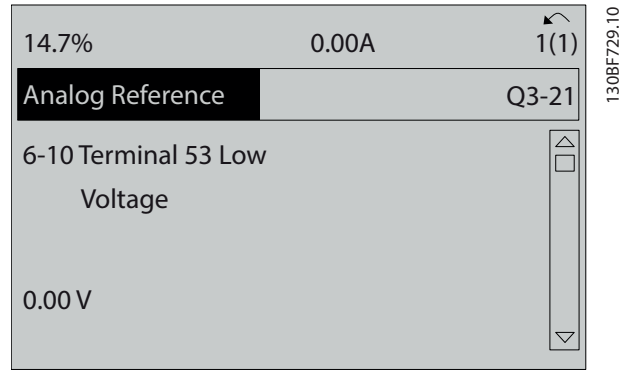 14.7% 0.00A 1(1)
Analog Reference Q3-21
6-10 Terminal 53 Low
Voltage
0.00 V
130BF729.10